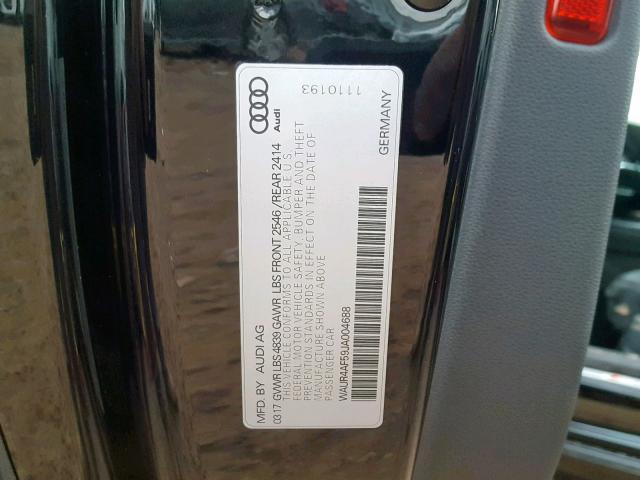 Audi
1110193
MFD. BY AUDI AG
GERMANY
0317 GVWR LBS 4839 GAWR LBS FRONT 2546 / REAR 2414
THIS VEHICLE CONFORMS TO ALL APPLICABLE U.S.
FEDERAL MOTOR VEHICLE SAFETY, BUMPER AND THEFT
PREVENTION STANDARDS IN EFFECT ON THE DATE OF
MANUFACTURE SHOWN ABOVE
PASSENGER CAR
WAUR4AF59JA004688